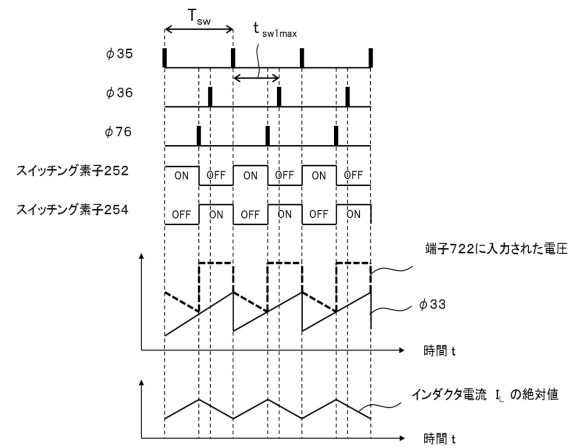 Tsw
t sw1max
φ35
φ36
φ76
スイッチング素子252
ON OFF ON OFF ON OFF
スイッチング素子254
OFF ON OFF ON OFF ON
端子722に入力された電圧
φ33
時間 t
インダクタ電流 IL の絶対値
時間 t